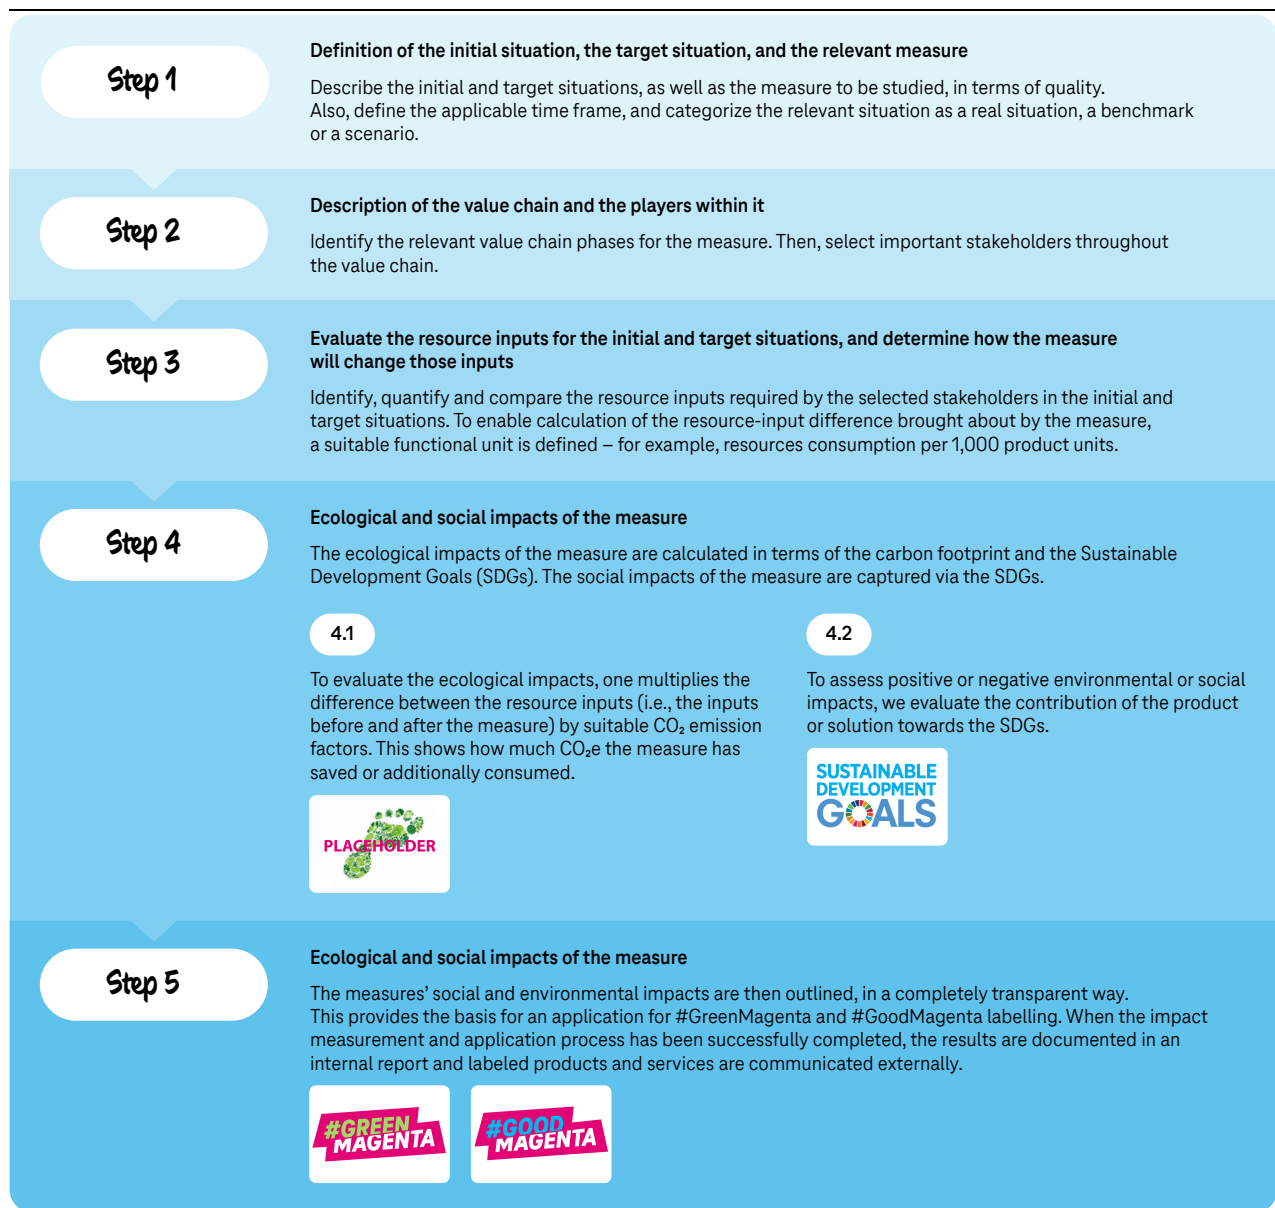 Step 1
Definition of the initial situation, the target situation, and the relevant measure
Describe the initial and target situations, as well as the measure to be studied, in terms of quality.
Also, define the applicable time frame, and categorize the relevant situation as a real situation, a benchmark
or a scenario.
Step 2
Description of the value chain and the players within it
Identify the relevant value chain phases for the measure. Then, select important stakeholders throughout
the value chain.
Step 3
Evaluate the resource inputs for the initial and target situations, and determine how the measure
will change those inputs
Identify, quantify and compare the resource inputs required by the selected stakeholders in the initial and
target situations. To enable calculation of the resource-input difference brought about by the measure,
a suitable functional unit is defined – for example, resources consumption per 1,000 product units.
Step 4
Ecological and social impacts of the measure
The ecological impacts of the measure are calculated in terms of the carbon footprint and the Sustainable
Development Goals (SDGs). The social impacts of the measure are captured via the SDGs.
4.1
To evaluate the ecological impacts, one multiplies the
difference between the resource inputs (i.e., the inputs
before and after the measure) by suitable CO₂ emission
factors. This shows how much CO₂e the measure has
saved or additionally consumed.
PLACEHOLDER
4.2
To assess positive or negative environmental or social
impacts, we evaluate the contribution of the product
or solution towards the SDGs.
SUSTAINABLE
DEVELOPMENT
GOALS
Step 5
Ecological and social impacts of the measure
The measures’ social and environmental impacts are then outlined, in a completely transparent way.
This provides the basis for an application for #GreenMagenta and #GoodMagenta labelling. When the impact
measurement and application process has been successfully completed, the results are documented in an
internal report and labeled products and services are communicated externally.
#GREEN
MAGENTA
#GOOD
MAGENTA